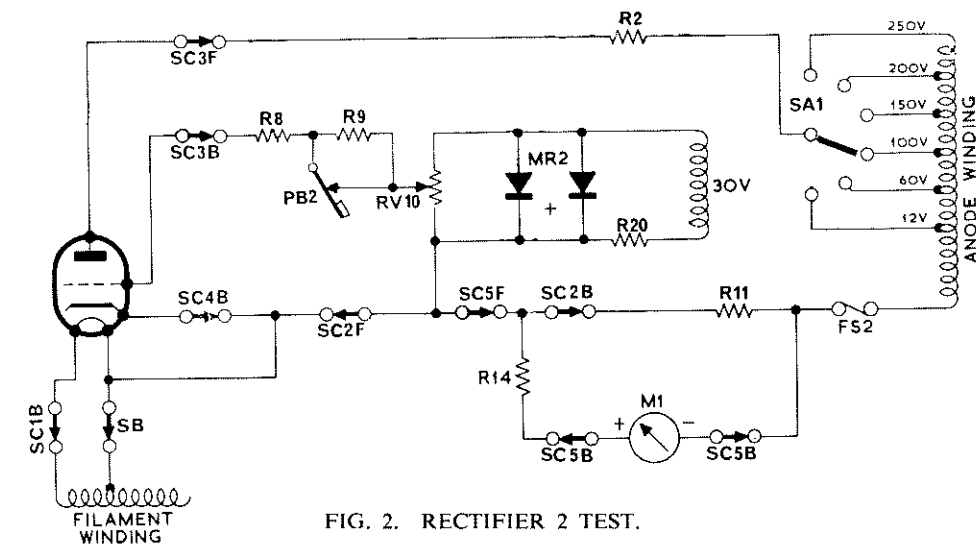 250V
R2
SC3F
200V
SA1
150V
R8
R9
SC3B
MR2
100V
PB2
RV10
+
30V
60V
R20
12V
ANODE WINDING
SC4B
SC2F
SC5F
SC2B
R11
FS2
R14
M1
+
−
SC1B
SB
SC5B
SC5B
FILAMENT
WINDING
FIG. 2. RECTIFIER 2 TEST.